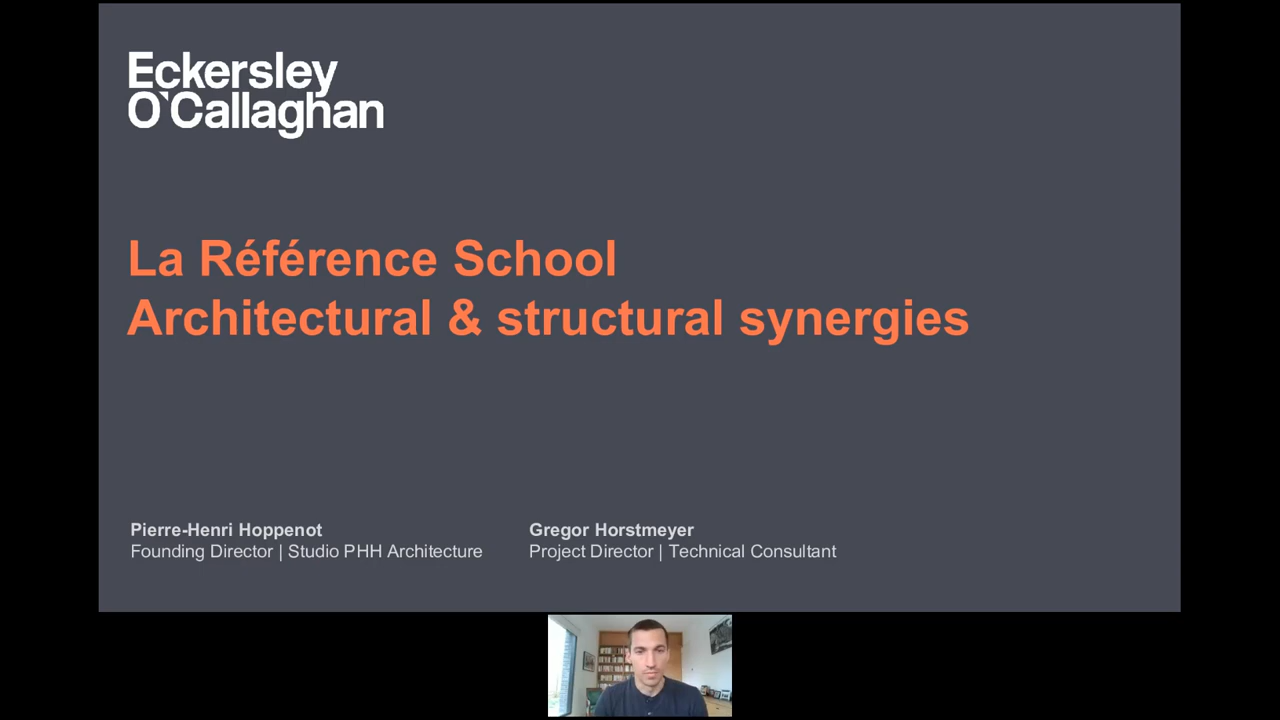 Eckersley
O'Callaghan
La Référence School
Architectural & structural synergies
Pierre-Henri Hoppenot
Founding Director | Studio PHH Architecture
Gregor Horstmeyer
Project Director | Technical Consultant